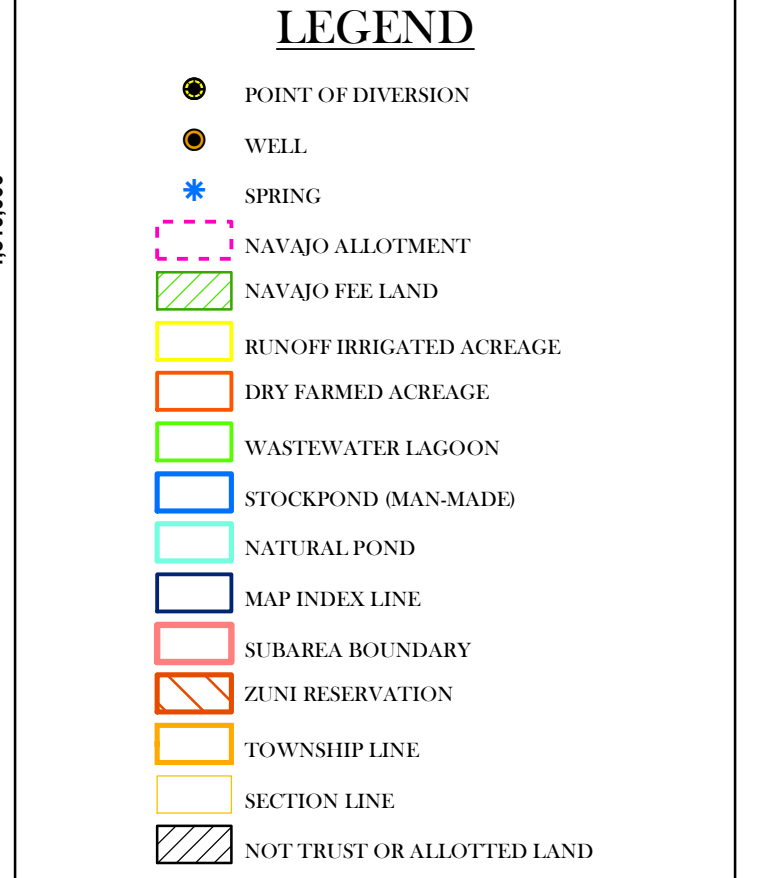 LEGEND
POINT OF DIVERSION
WELL
SPRING
NAVAJO ALLOTMENT
NAVAJO FEE LAND
RUNOFF IRRIGATED ACREAGE
DRY FARMED ACREAGE
WASTEWATER LAGOON
STOCKPOND (MAN-MADE)
NATURAL POND
MAP INDEX LINE
SUBAREA BOUNDARY
ZUNI RESERVATION
TOWNSHIP LINE
SECTION LINE
NOT TRUST OR ALLOTTED LAND